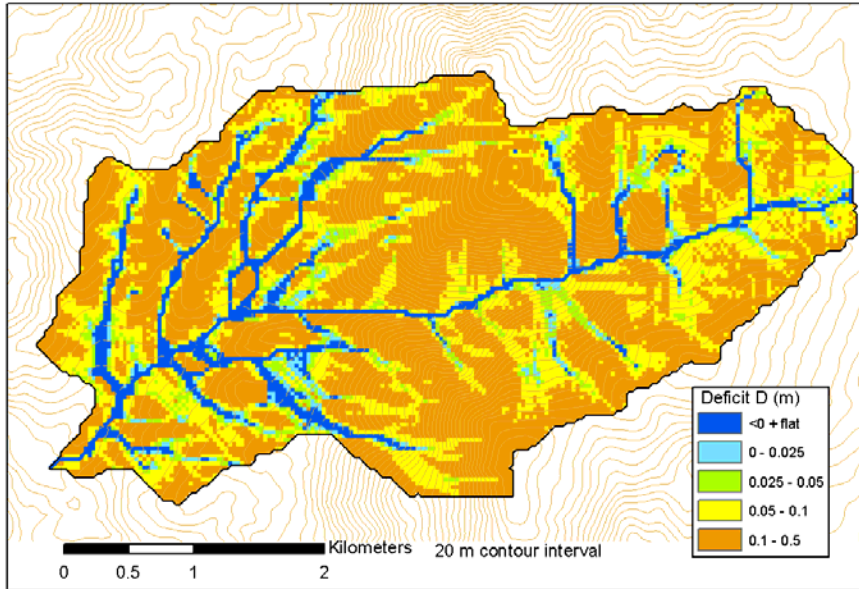 Deficit D (m)
<0 + flat
0 - 0.025
0.025 - 0.05
0.05 - 0.1
0.1 - 0.5
Kilometers 20 m contour interval
0 0.5 1 2